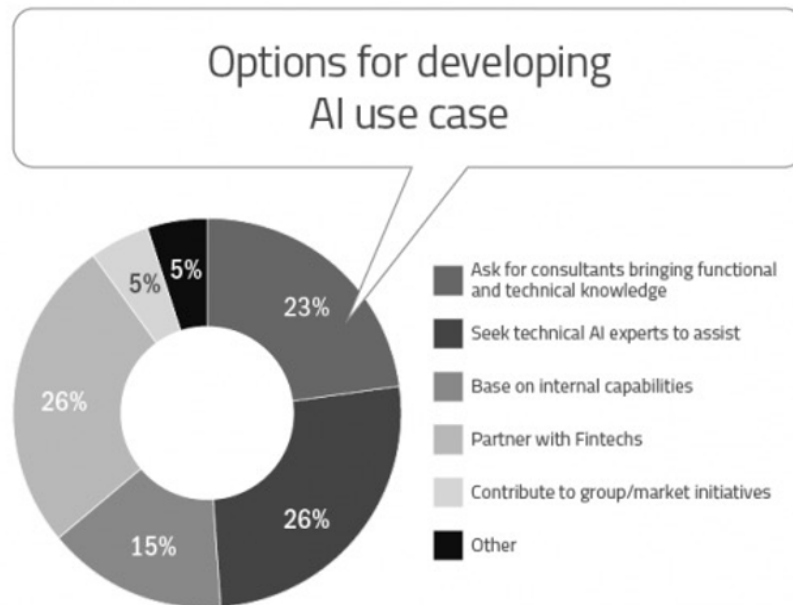 Options for developing
AI use case
5%
5%
23%
26%
15%
26%
Ask for consultants bringing functional
and technical knowledge
Seek technical AI experts to assist
Base on internal capabilities
Partner with Fintechs
Contribute to group/market initiatives
Other